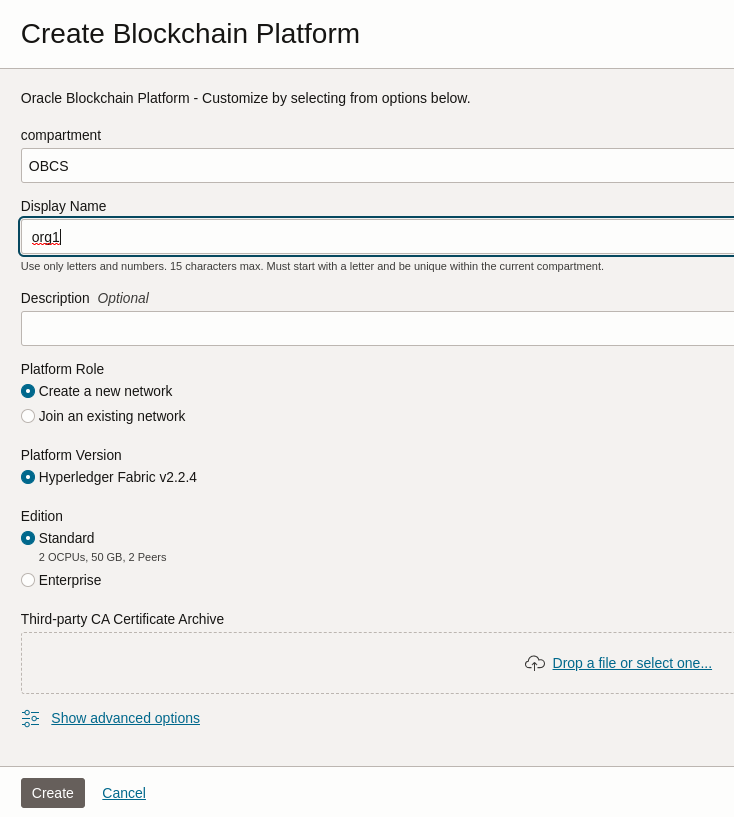 Create Blockchain Platform
Oracle Blockchain Platform - Customize by selecting from options below.
compartment
OBCS
Display Name
org1
Use only letters and numbers. 15 characters max. Must start with a letter and be unique within the current compartment.
Description Optional
Platform Role
Create a new network
Join an existing network
Platform Version
Hyperledger Fabric v2.2.4
Edition
Standard
2 OCPUs, 50 GB, 2 Peers
Enterprise
Third-party CA Certificate Archive
Drop a file or select one...
Show advanced options
Create Cancel